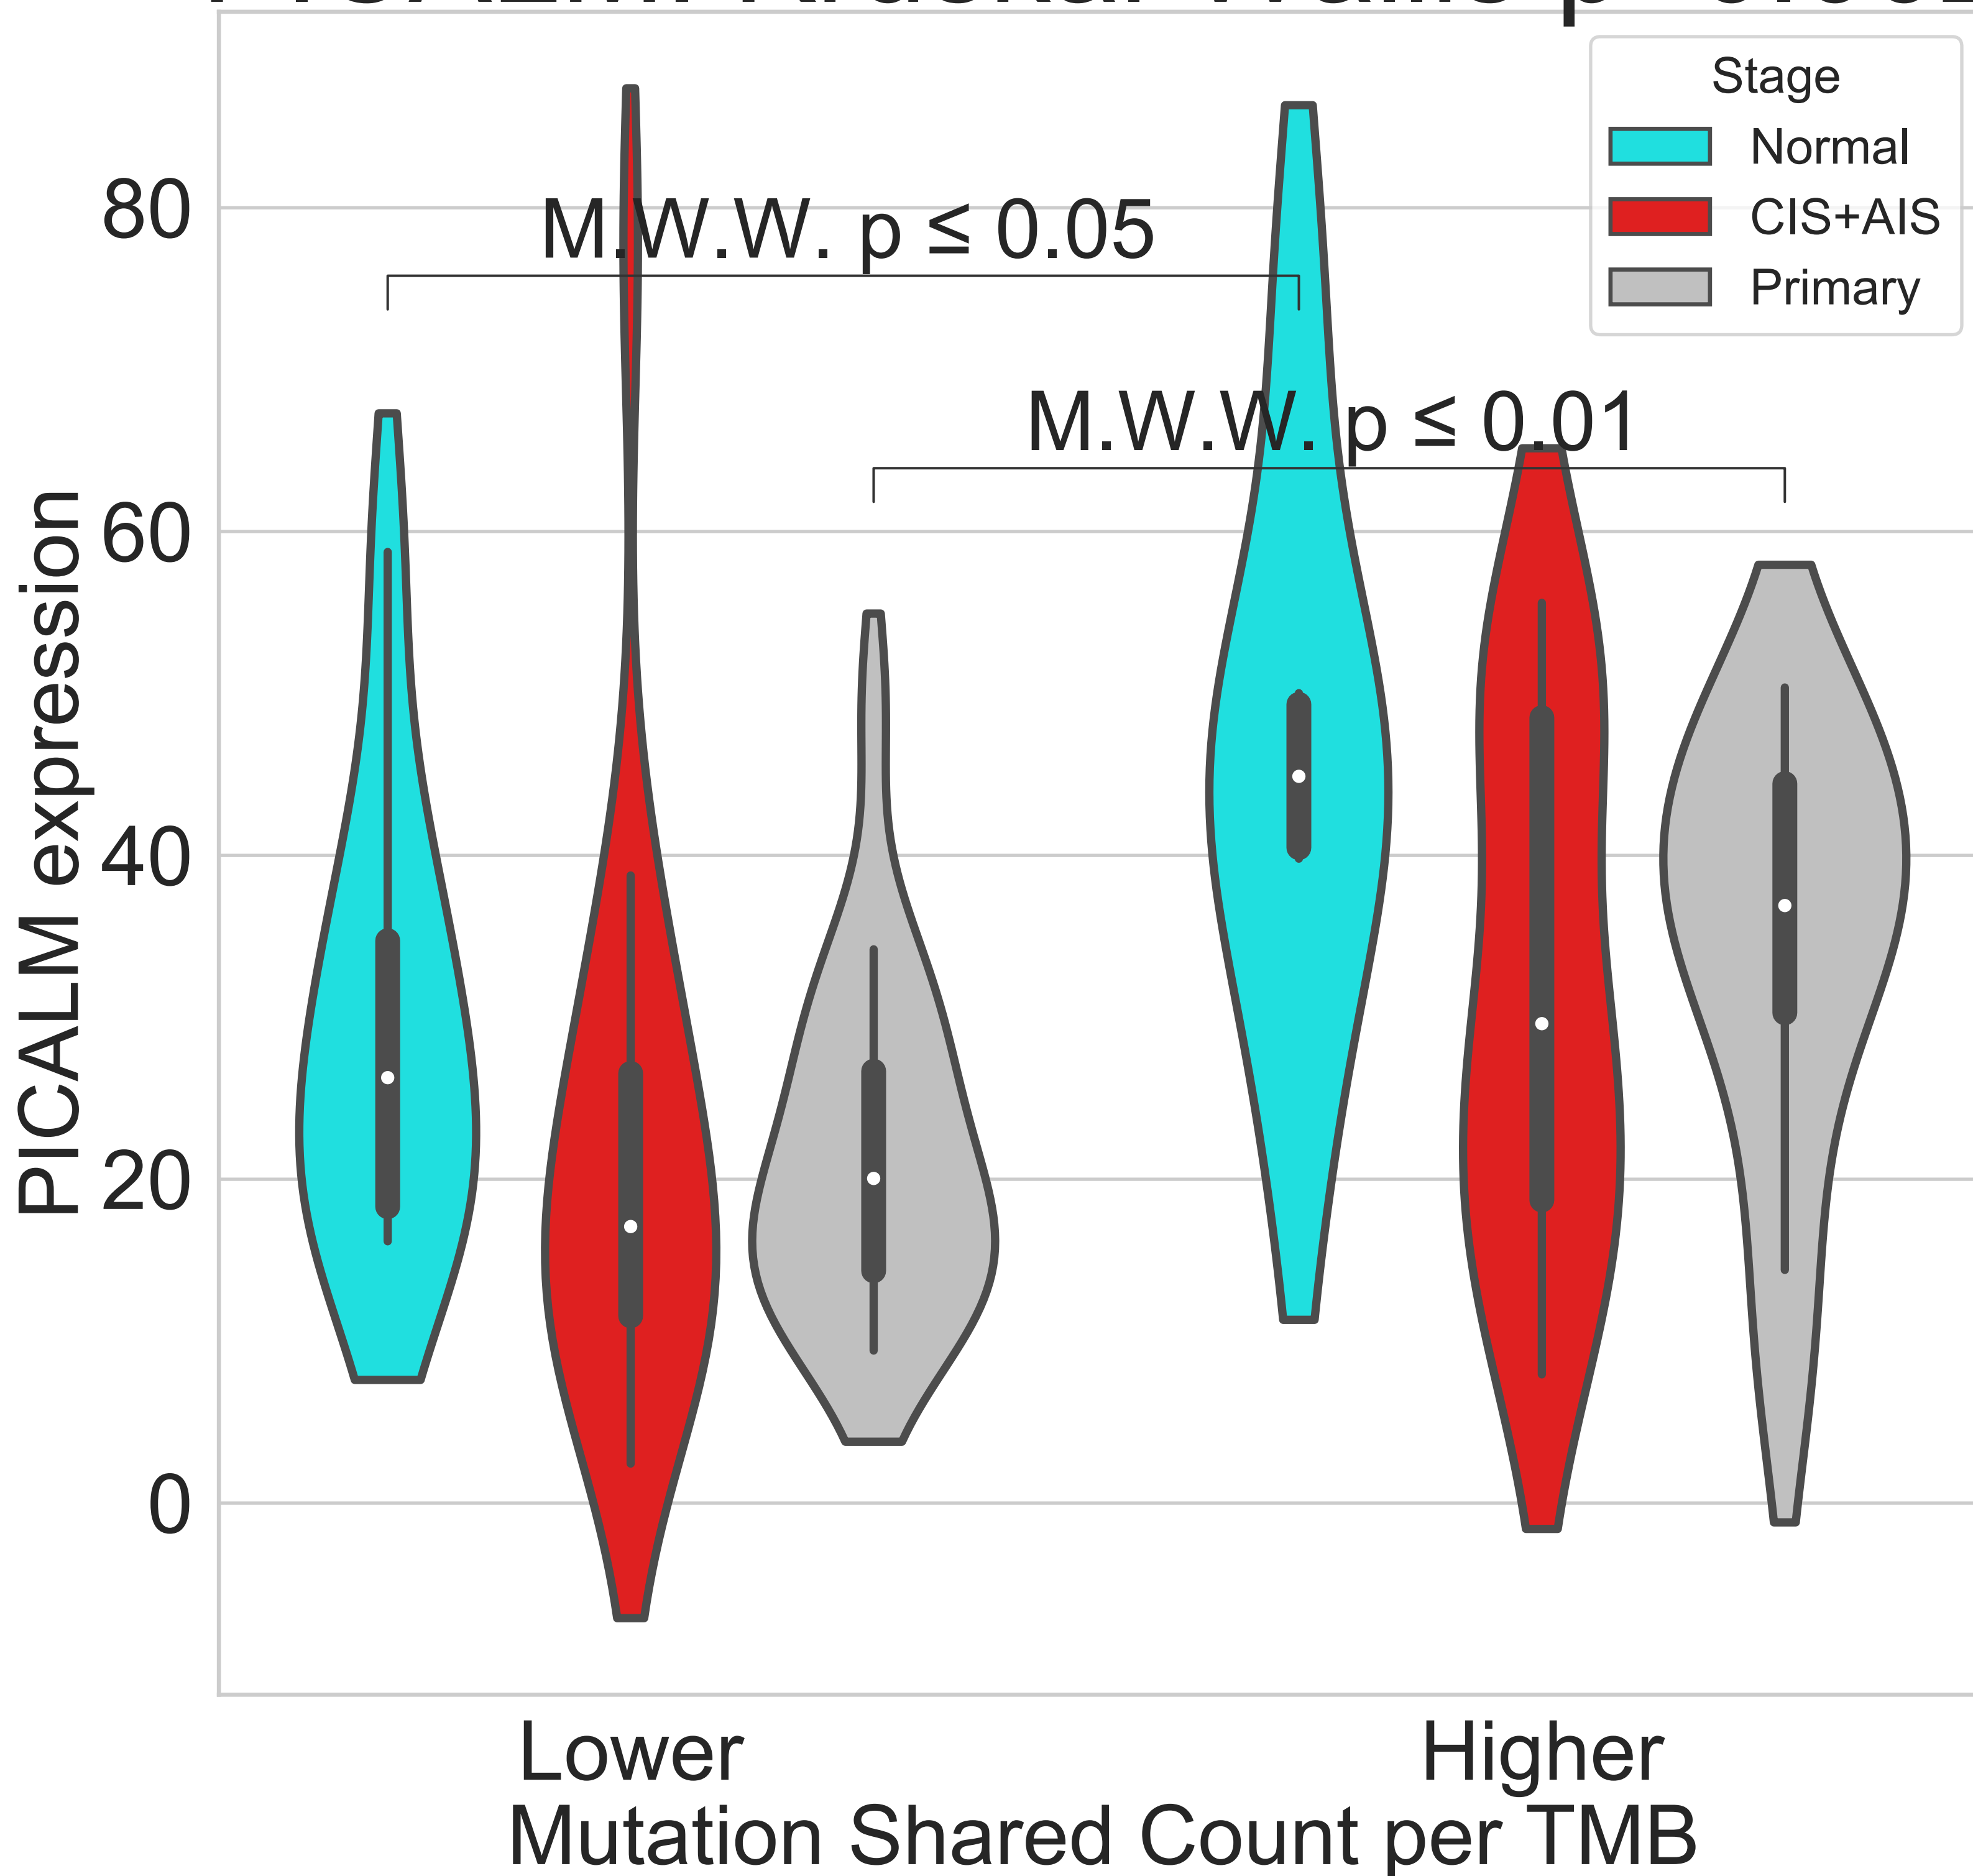 Stage
Normal
CIS+AIS
Primary
80
M.W.W. p ≤ 0.05
M.W.W. p ≤ 0.01
60
40
20
0
PICALM expression
Lower
Higher
Mutation Shared Count per TMB